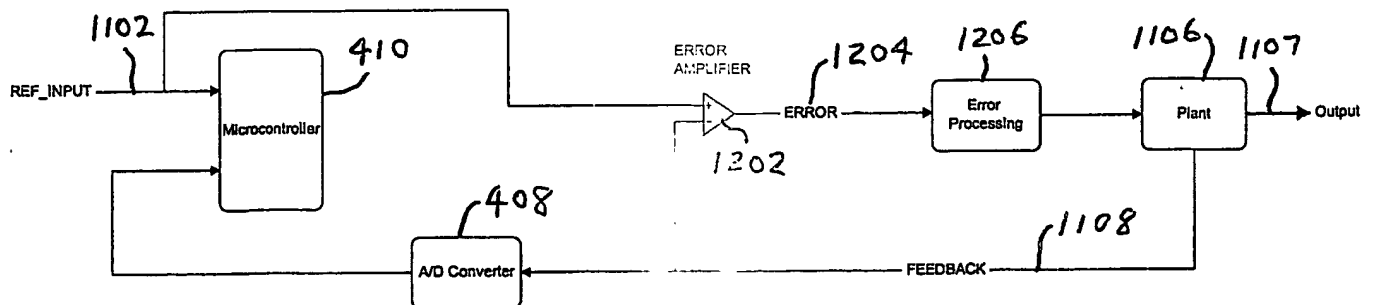 1102
410
REF_INPUT
Microcontroller
ERROR
AMPLIFIER
+
-
1202
1204
ERROR
1206
Error
Processing
1106
Plant
1107
Output
408
A/D Converter
FEEDBACK
1108